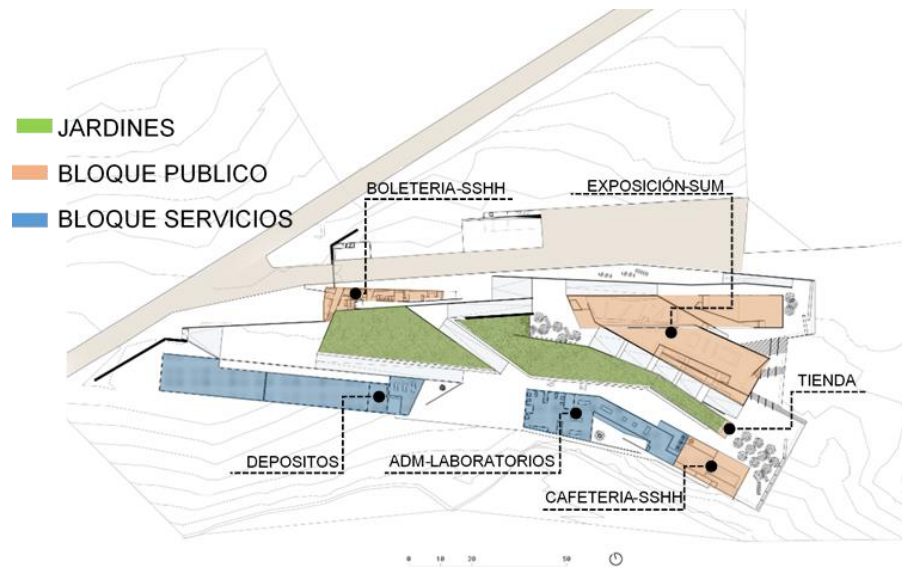 JARDINES
BLOQUE PUBLICO
BLOQUE SERVICIOS
BOLETERIA-SSHH
EXPOSICIÓN-SUM
TIENDA
DEPOSITOS
ADM-LABORATORIOS
CAFETERIA-SSHH
0 10 20 50